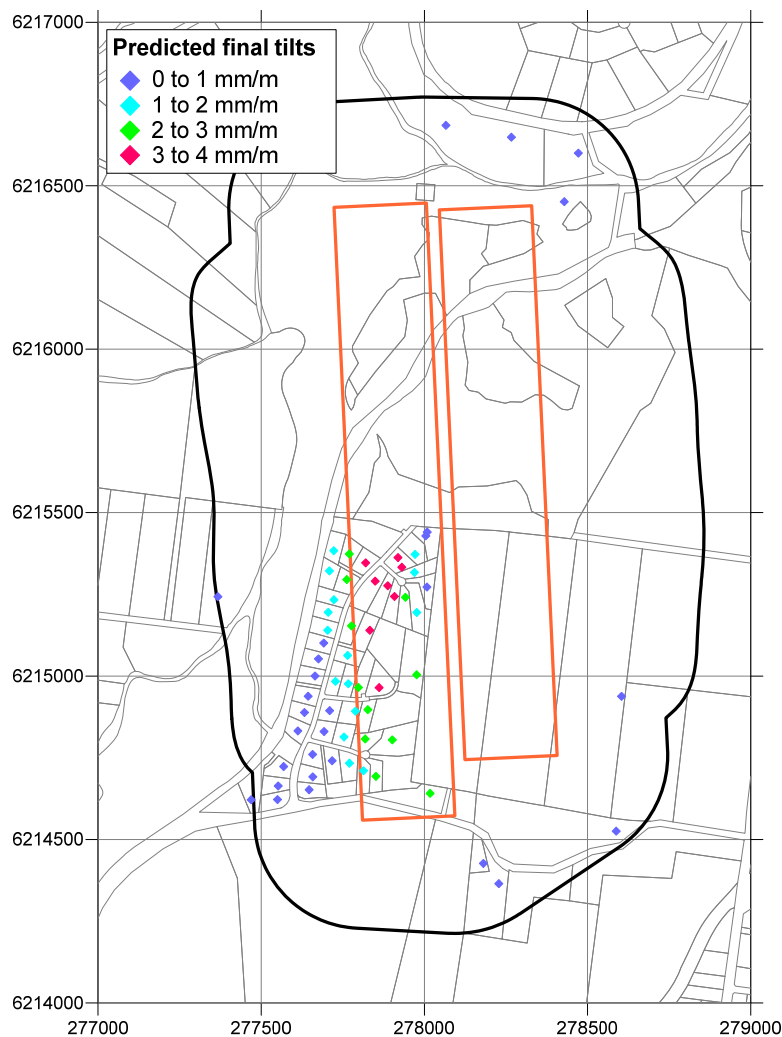 6217000
Predicted final tilts
0 to 1 mm/m
1 to 2 mm/m
2 to 3 mm/m
3 to 4 mm/m
6216500
6216000
6215500
6215000
6214500
6214000
277000 277500 278000 278500 279000